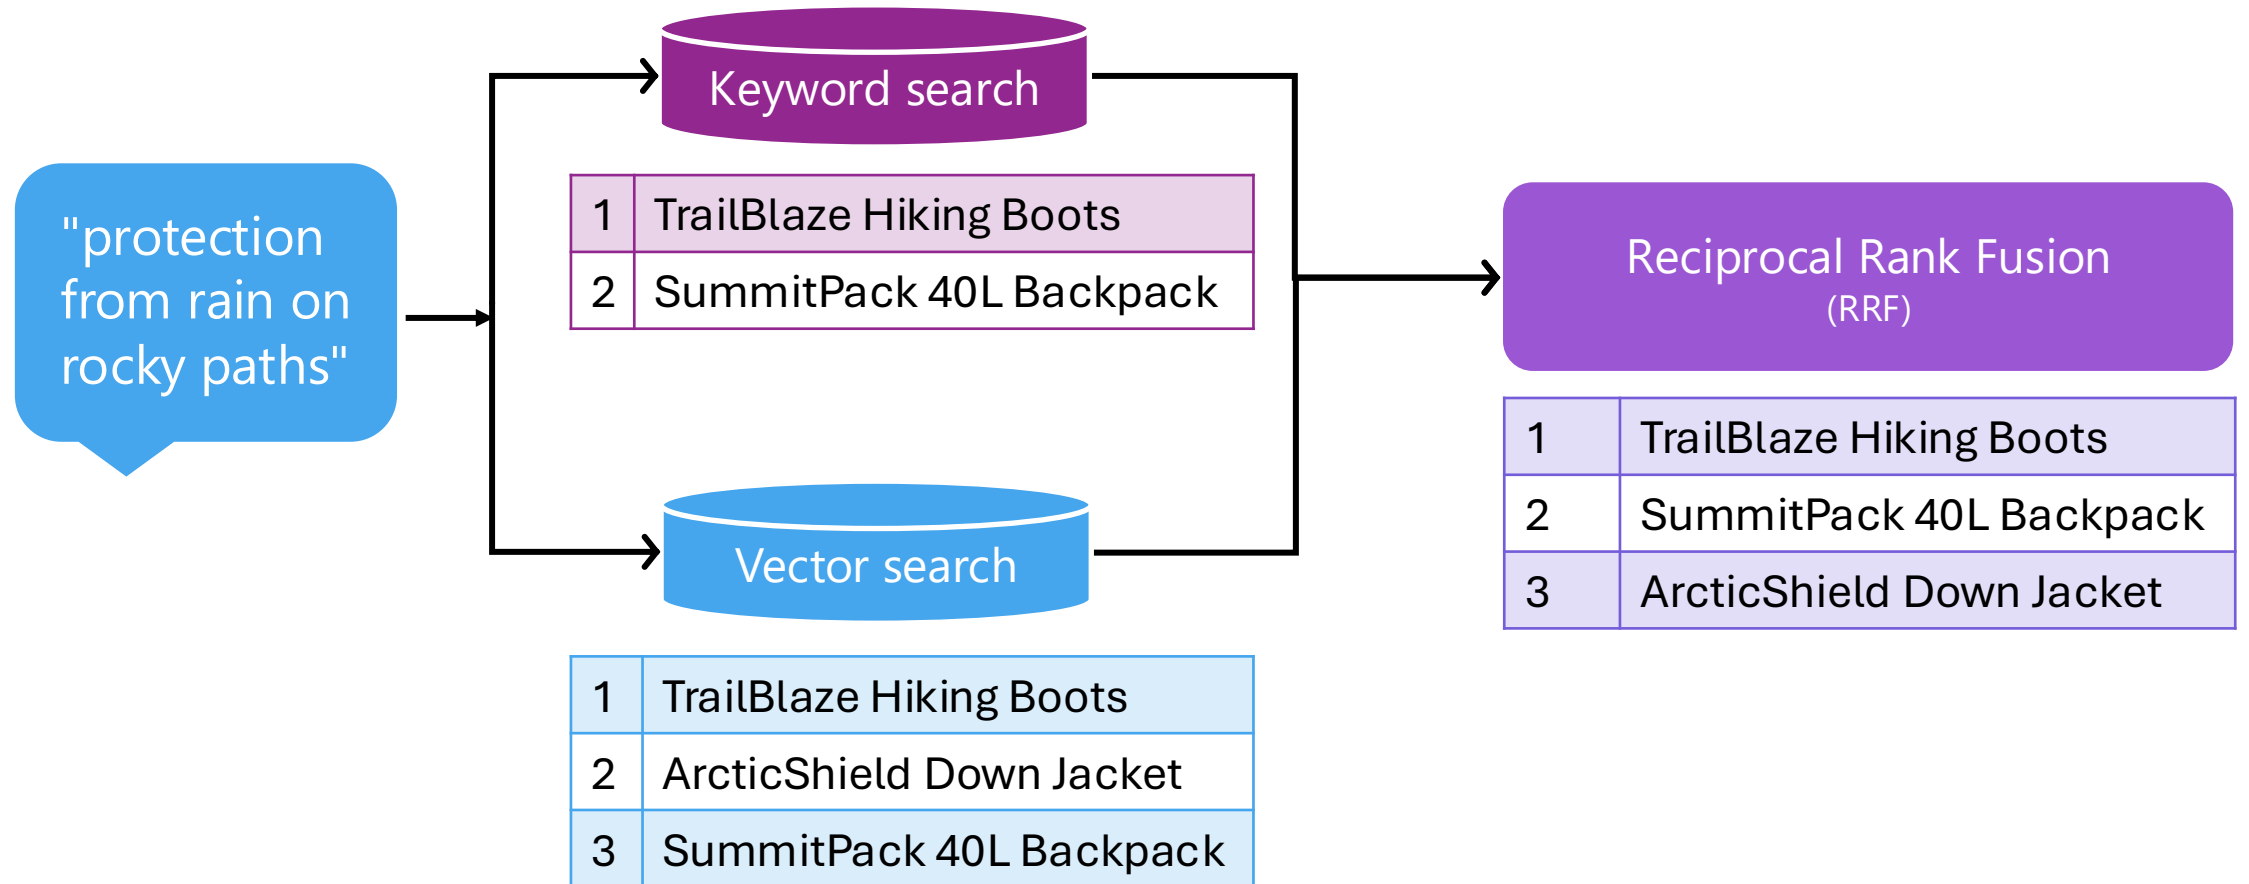 "protection
from rain on
rocky paths"
Keyword search
1 TrailBlaze Hiking Boots
2 SummitPack 40L Backpack
Vector search
1 TrailBlaze Hiking Boots
2 ArcticShield Down Jacket
3 SummitPack 40L Backpack
Reciprocal Rank Fusion
(RRF)
1 TrailBlaze Hiking Boots
2 SummitPack 40L Backpack
3 ArcticShield Down Jacket